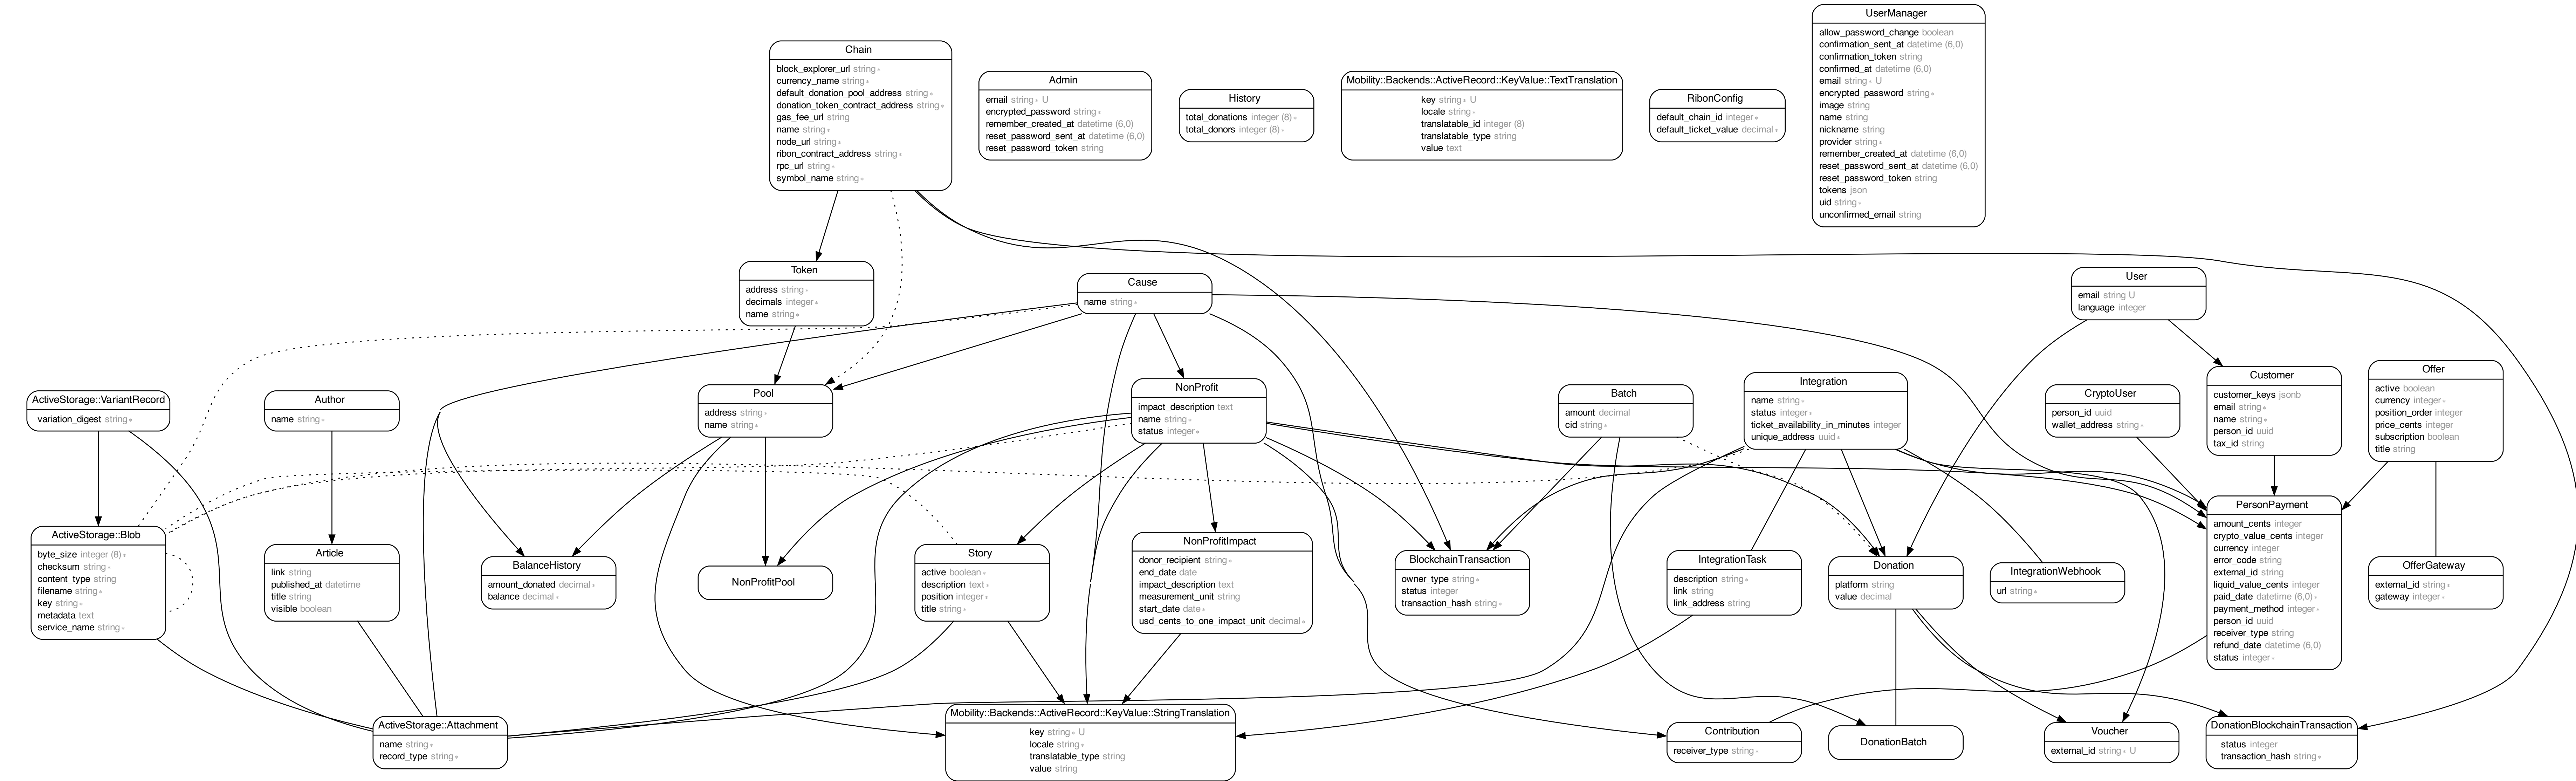 UserManager
allow_password_change boolean
confirmation_sent_at datetime (6,0)
confirmation_token string
confirmed_at datetime (6,0)
email string∗ U
encrypted_password string∗
image string
name string
nickname string
provider string∗
remember_created_at datetime (6,0)
reset_password_sent_at datetime (6,0)
reset_password_token string
tokens json
uid string∗
unconfirmed_email string
Chain
block_explorer_url string∗
currency_name string∗
default_donation_pool_address string∗
donation_token_contract_address string∗
gas_fee_url string
name string∗
node_url string∗
ribon_contract_address string∗
rpc_url string∗
symbol_name string∗
Admin
email string∗ U
encrypted_password string∗
remember_created_at datetime (6,0)
reset_password_sent_at datetime (6,0)
reset_password_token string
History
total_donations integer (8)∗
total_donors integer (8)∗
Mobility::Backends::ActiveRecord::KeyValue::TextTranslation
key string∗ U
locale string∗
translatable_id integer (8)
translatable_type string
value text
RibonConfig
default_chain_id integer∗
default_ticket_value decimal∗
Token
address string∗
decimals integer∗
name string∗
Cause
name string∗
User
email string U
language integer
ActiveStorage::VariantRecord
variation_digest string∗
Author
name string∗
Pool
address string∗
name string∗
NonProfit
impact_description text
name string∗
status integer∗
Batch
amount decimal
cid string∗
Integration
name string∗
status integer∗
ticket_availability_in_minutes integer
unique_address uuid∗
CryptoUser
person_id uuid
wallet_address string∗
Customer
customer_keys jsonb
email string∗
name string∗
person_id uuid
tax_id string
Offer
active boolean
currency integer∗
position_order integer
price_cents integer
subscription boolean
title string
ActiveStorage::Blob
byte_size integer (8)∗
checksum string∗
content_type string
filename string∗
key string∗
metadata text
service_name string∗
Article
link string
published_at datetime
title string
visible boolean
BalanceHistory
amount_donated decimal∗
balance decimal∗
NonProfitPool
Story
active boolean∗
description text∗
position integer∗
title string∗
NonProfitImpact
donor_recipient string∗
end_date date
impact_description text
measurement_unit string
start_date date∗
usd_cents_to_one_impact_unit decimal∗
BlockchainTransaction
owner_type string∗
status integer
transaction_hash string∗
IntegrationTask
description string∗
link string
link_address string
Donation
platform string
value decimal
IntegrationWebhook
url string∗
PersonPayment
amount_cents integer
crypto_value_cents integer
currency integer
error_code string
external_id string
liquid_value_cents integer
paid_date datetime (6,0)∗
payment_method integer∗
person_id uuid
receiver_type string
refund_date datetime (6,0)
status integer∗
OfferGateway
external_id string∗
gateway integer∗
ActiveStorage::Attachment
name string∗
record_type string∗
Mobility::Backends::ActiveRecord::KeyValue::StringTranslation
key string∗ U
locale string∗
translatable_type string
value string
Contribution
receiver_type string∗
DonationBatch
Voucher
external_id string∗ U
DonationBlockchainTransaction
status integer
transaction_hash string∗